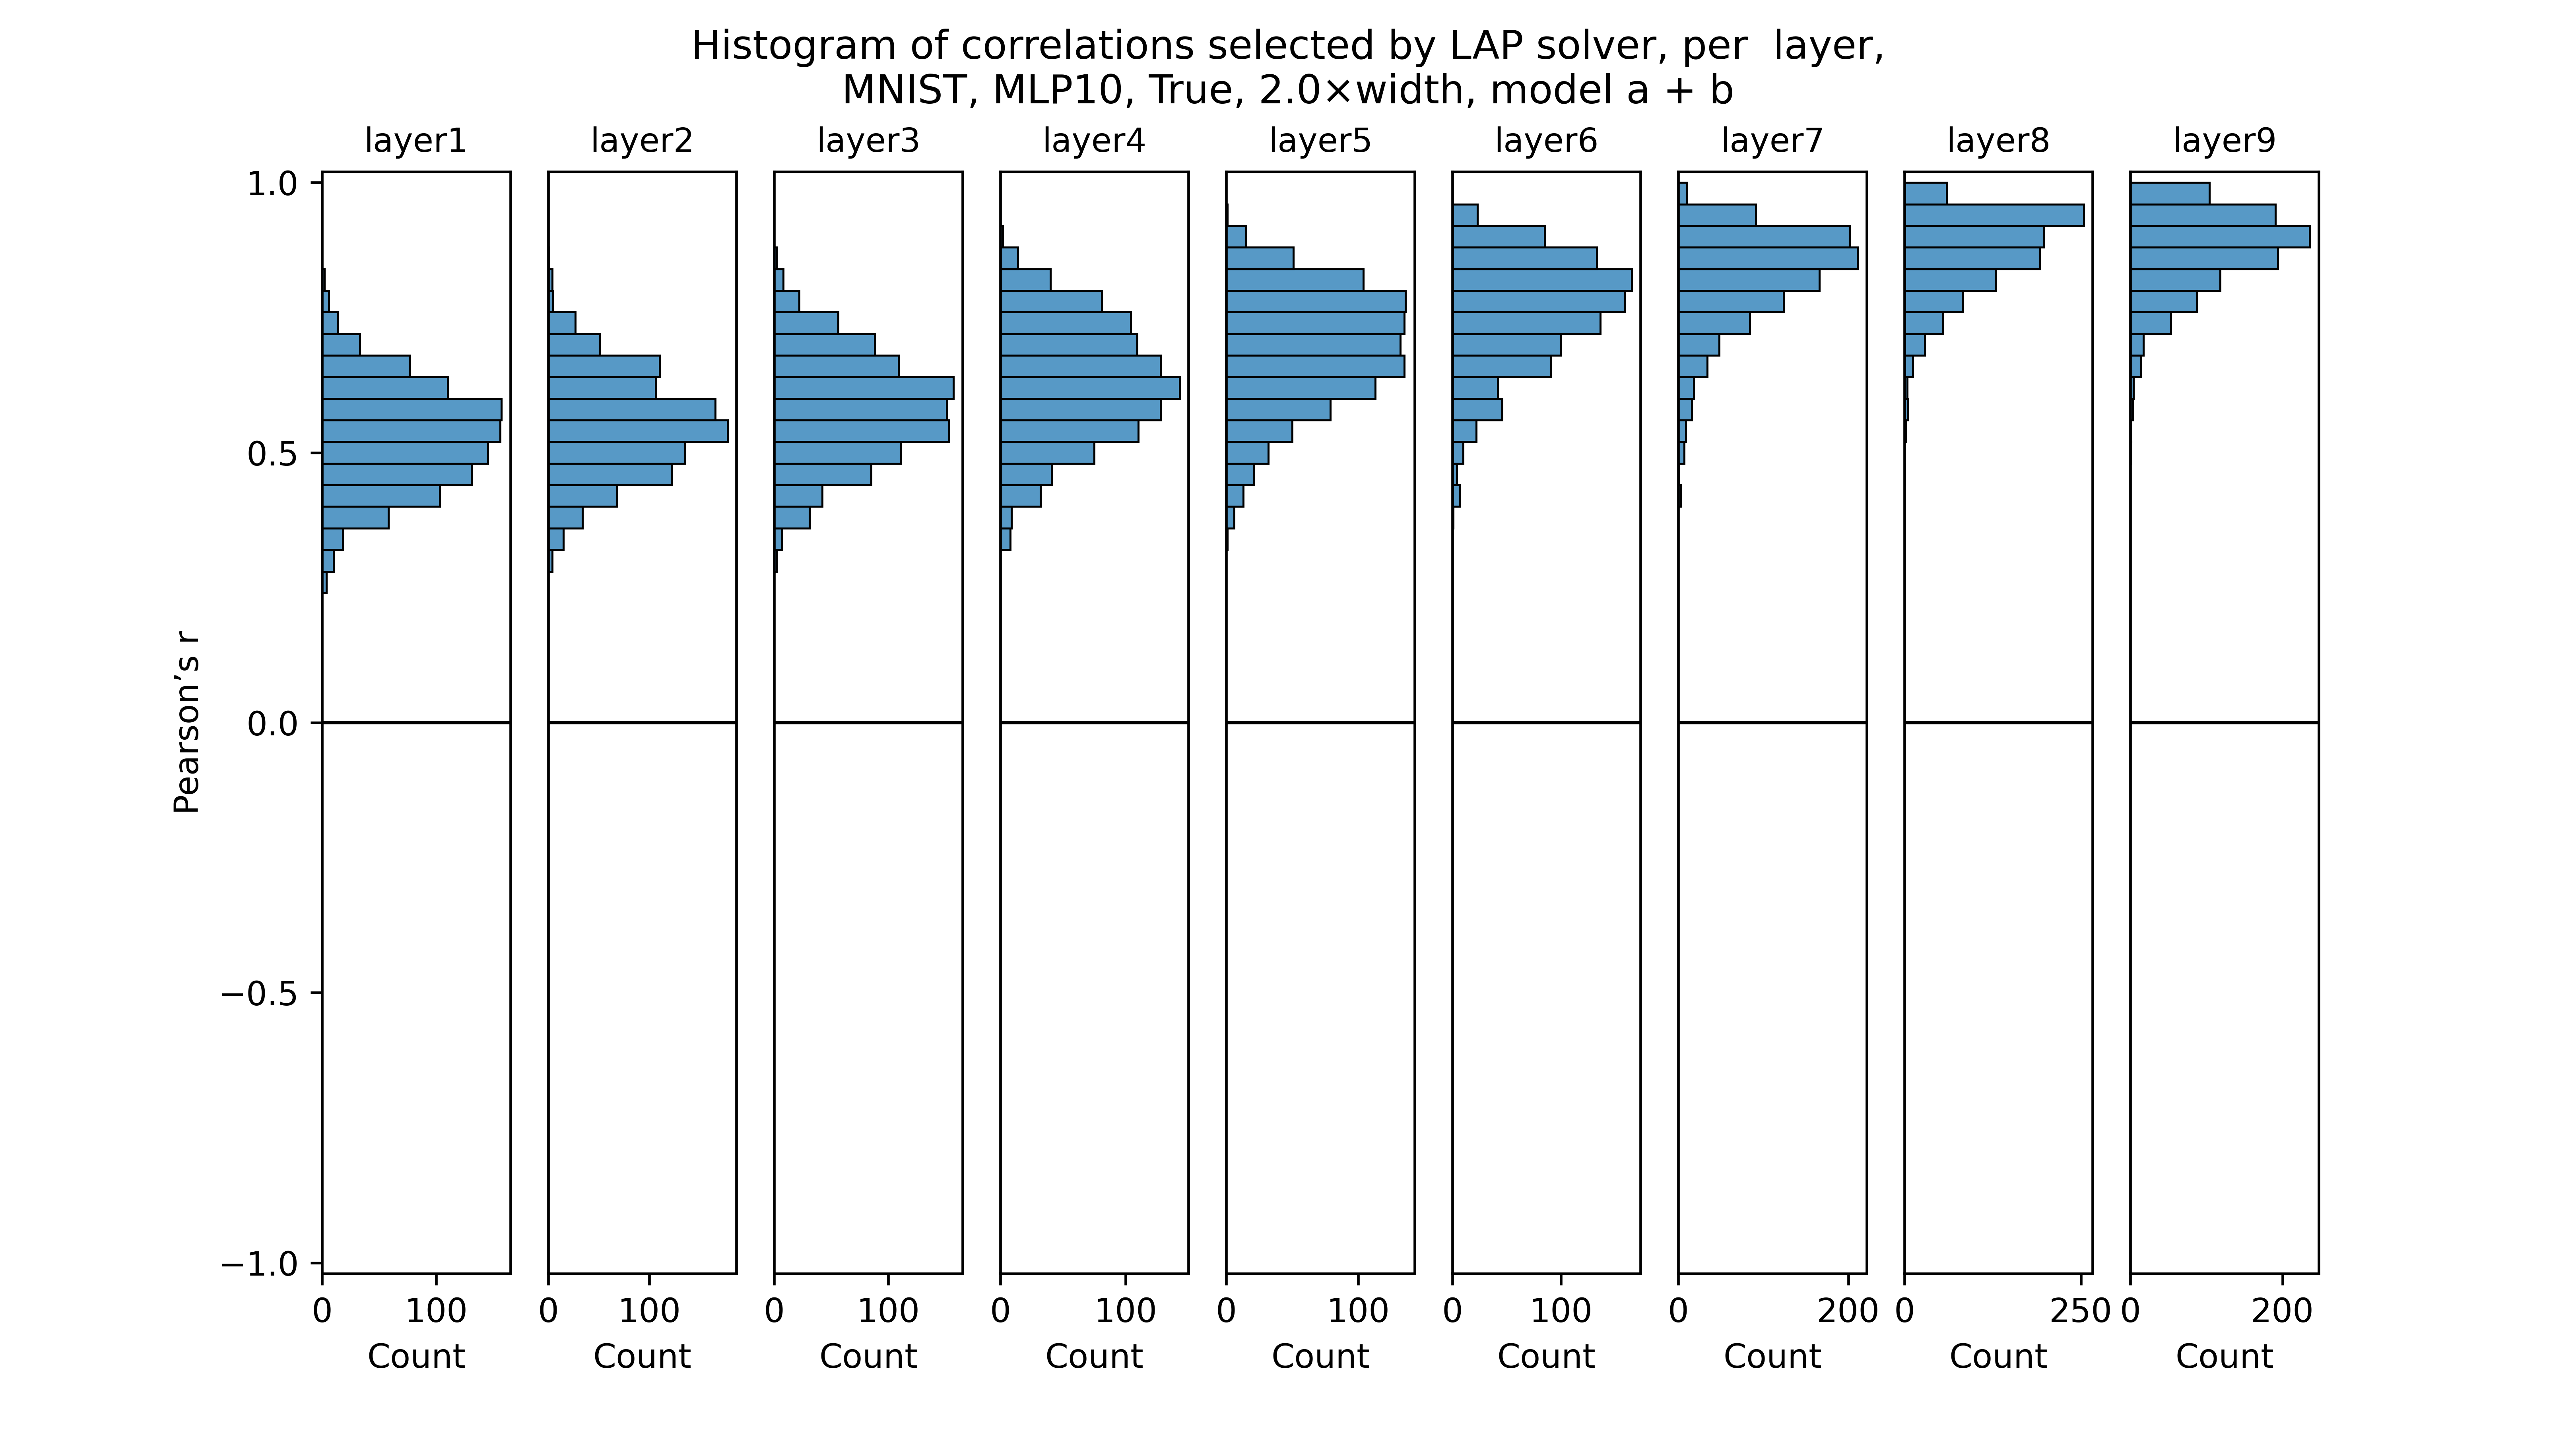 Histogram of correlations selected by LAP solver, per  layer,
MNIST, MLP10, True, 2.0×width, model a + b
layer1 layer2 layer3 layer4 layer5 layer6 layer7 layer8 layer9
1.0
0.5
0.0
−0.5
−1.0
Pearson’s r
0 100 0 100 0 100 0 100 0 100 0 100 0 200 0 250 0 200
Count Count Count Count Count Count Count Count Count